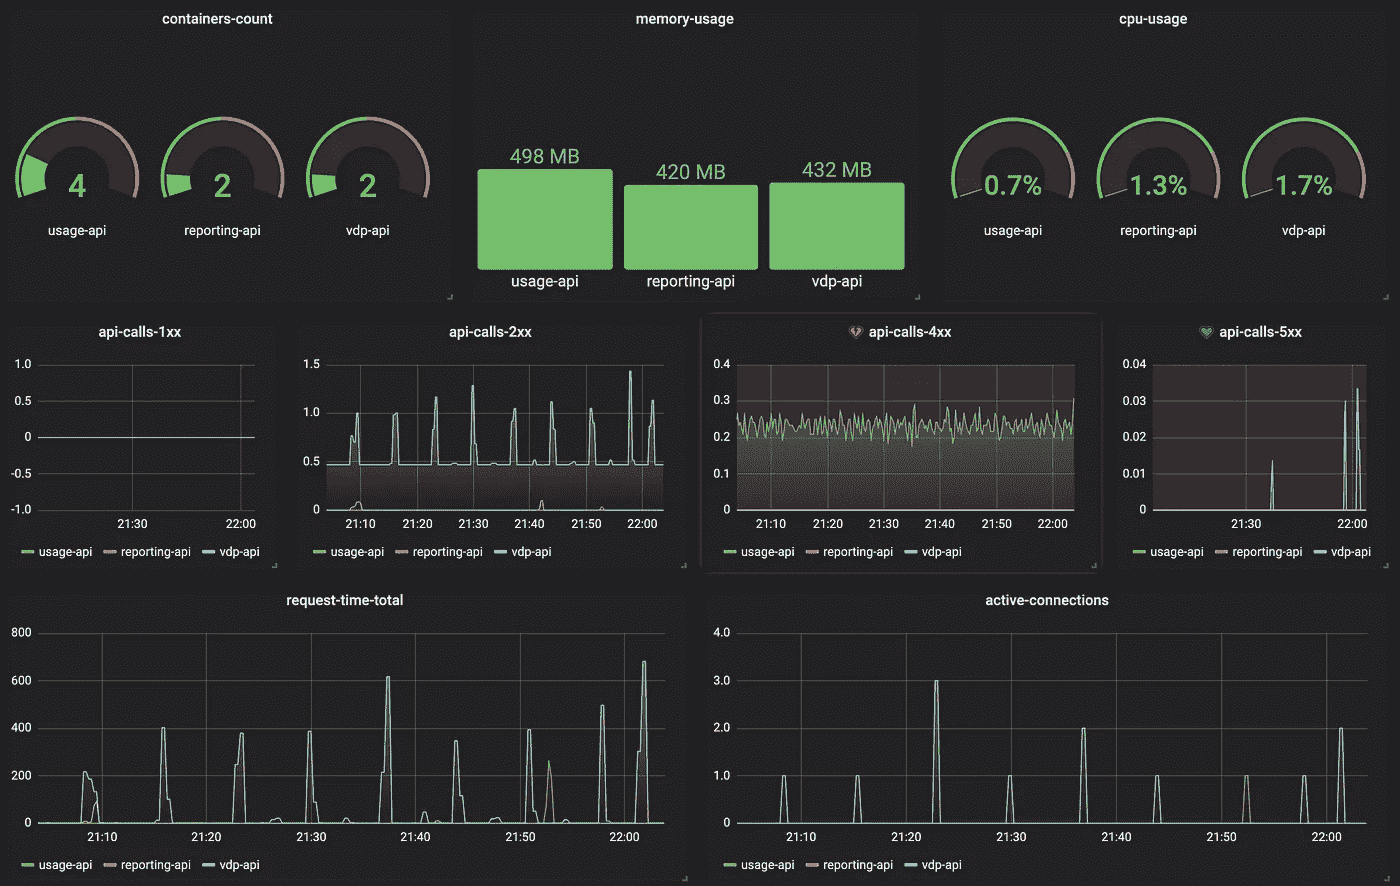 containers-count
memory-usage
cpu-usage
4
2
2
usage-api
reporting-api
vdp-api
498 MB
420 MB
432 MB
usage-api
reporting-api
vdp-api
0.7%
1.3%
1.7%
usage-api
reporting-api
vdp-api
api-calls-1xx
1.0
0.5
0
-0.5
-1.0
21:30
22:00
usage-api
reporting-api
vdp-api
api-calls-2xx
1.5
1.0
0.5
0
21:10
21:20
21:30
21:40
21:50
22:00
usage-api
reporting-api
vdp-api
api-calls-4xx
0.4
0.3
0.2
0.1
0
21:10
21:20
21:30
21:40
21:50
22:00
usage-api
reporting-api
vdp-api
api-calls-5xx
0.04
0.03
0.02
0.01
0
21:30
22:00
usage-api
reporting-api
vdp-api
request-time-total
800
600
400
200
0
21:10
21:20
21:30
21:40
21:50
22:00
usage-api
reporting-api
vdp-api
active-connections
4.0
3.0
2.0
1.0
0
21:10
21:20
21:30
21:40
21:50
22:00
usage-api
reporting-api
vdp-api